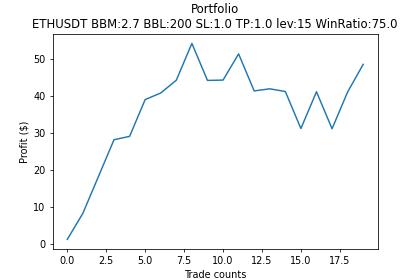 Portfolio
ETHUSDT BBM:2.7 BBL:200 SL:1.0 TP:1.0 lev:15 WinRatio:75.0
50
40
30
20
10
0
Profit ($)
0.0 2.5 5.0 7.5 10.0 12.5 15.0 17.5
Trade counts